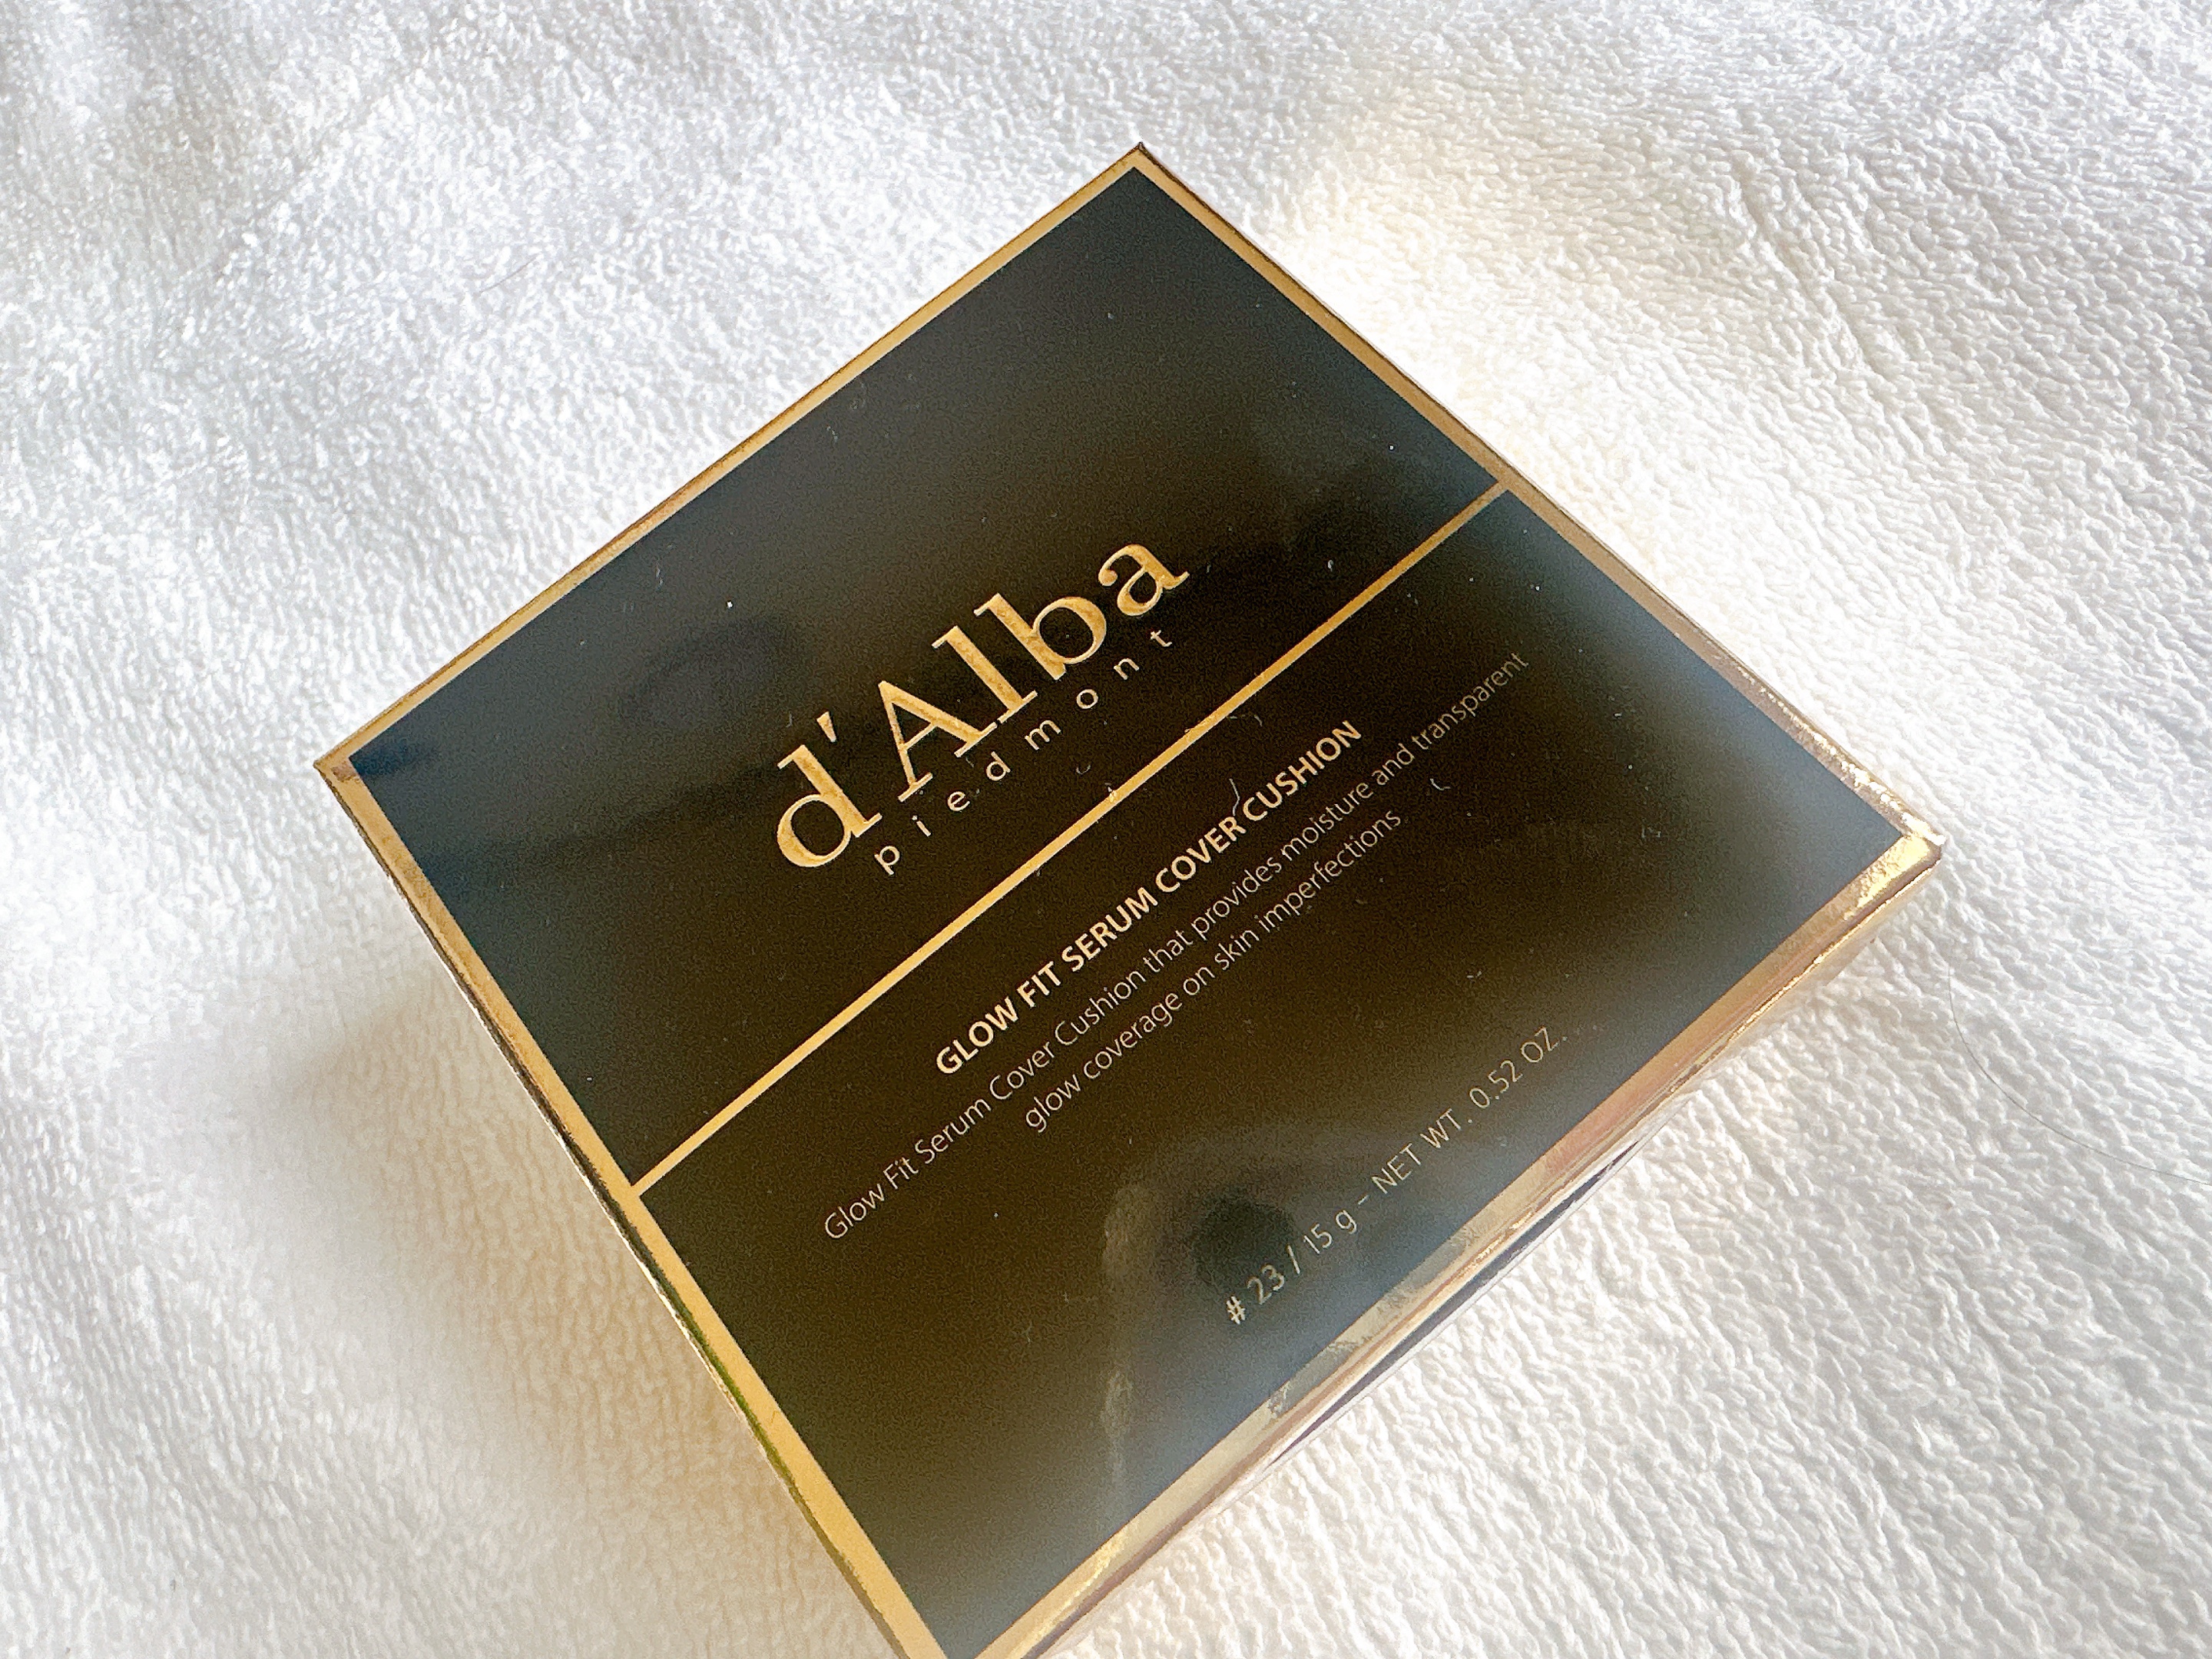 d'Alba
piedmont
GLOW FIT SERUM COVER CUSHION
Glow Fit Serum Cover Cushion that provides moisture and transparent
glow coverage on skin imperfections
# 23 / 15 g – NET WT. 0.52 OZ.